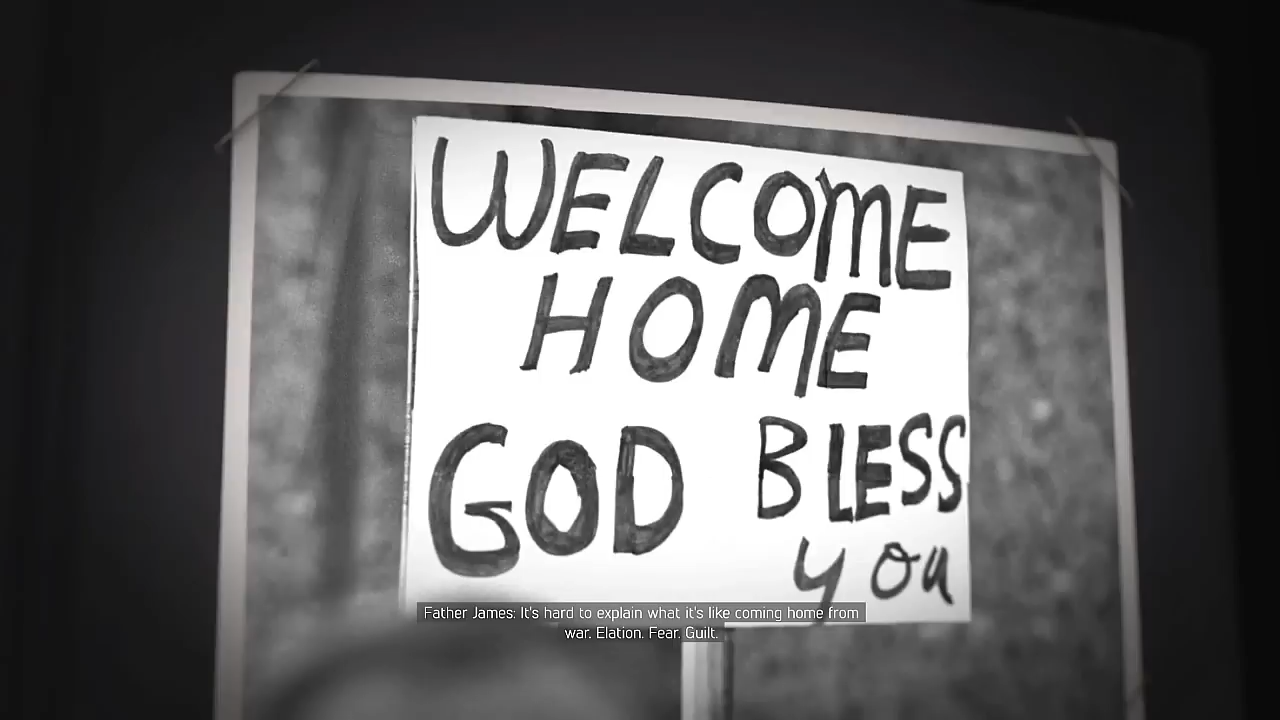 WELCOME
HOME
GOD BLESS
you
Father James: It's hard to explain what it's like coming home from
war. Elation. Fear. Guilt.